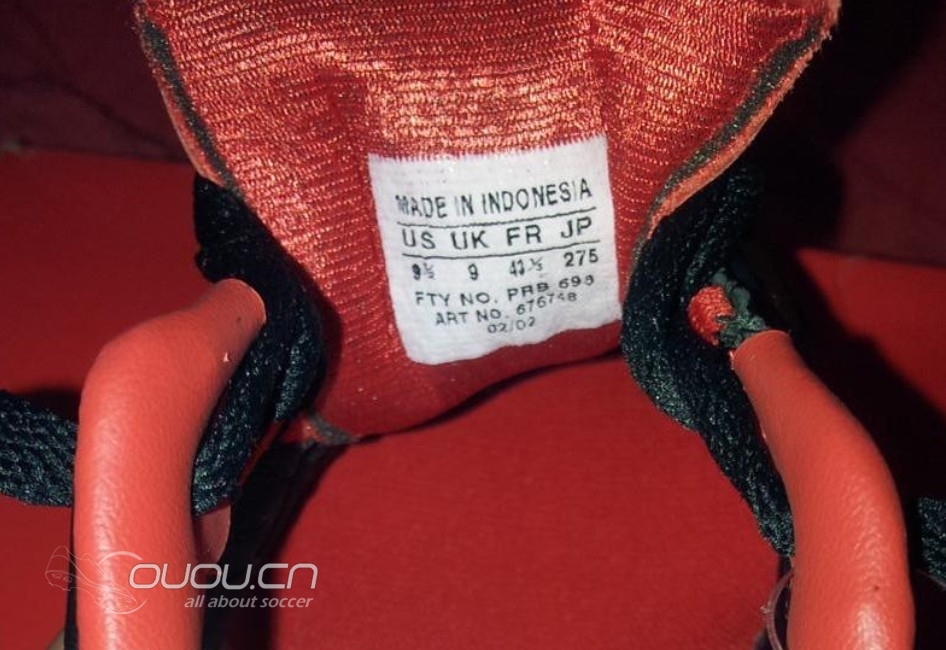 MADE IN INDONESIA
US UK FR JP
9½ 9 43⅓ 275
FTY NO. PRB 698
ART NO. 676748
02/02
ouou.cn
all about soccer